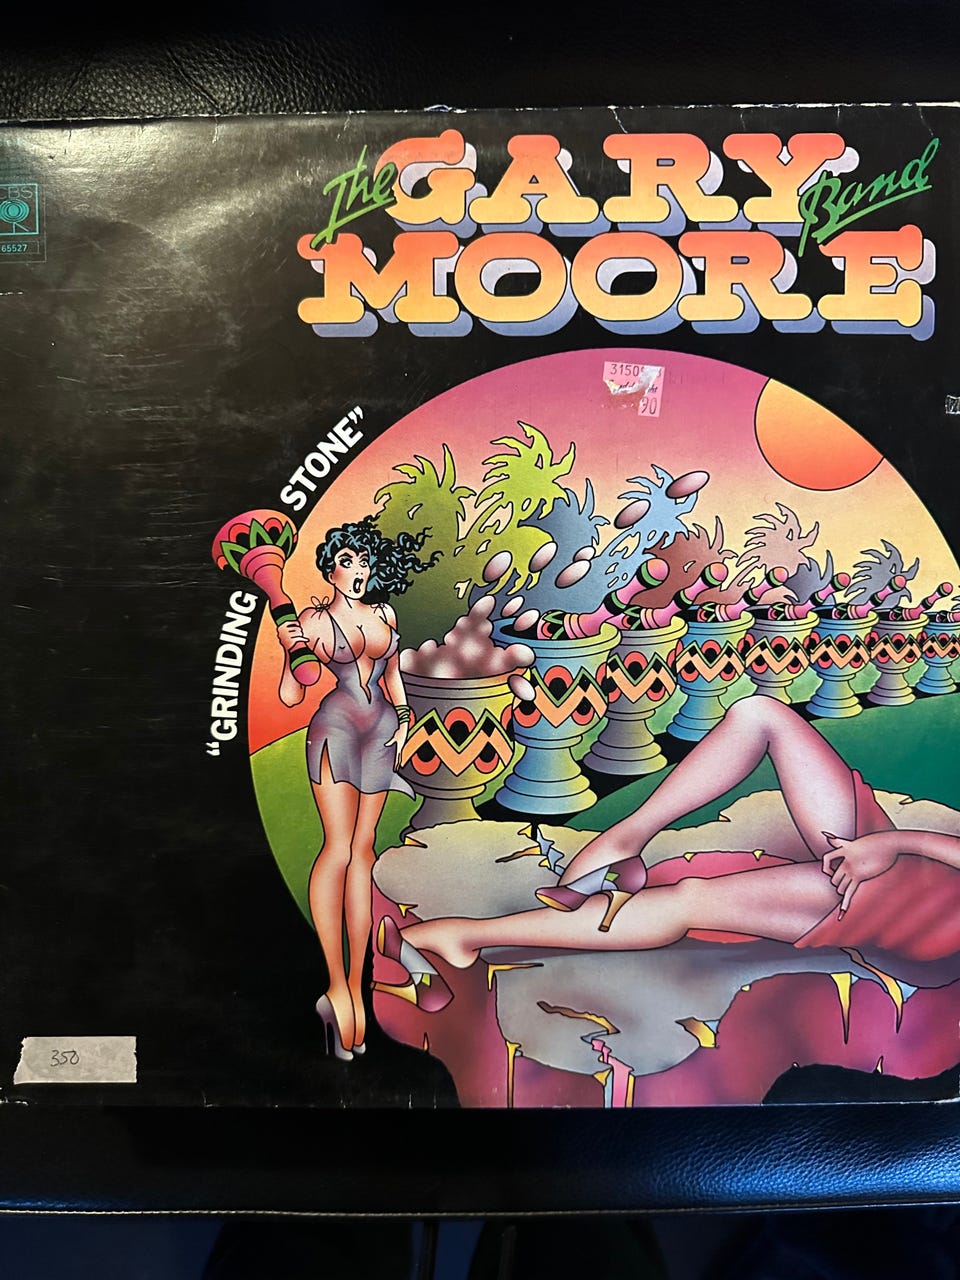 The GARY Band
MOORE
CBS
65527
"GRINDING STONE"
3150
90
350